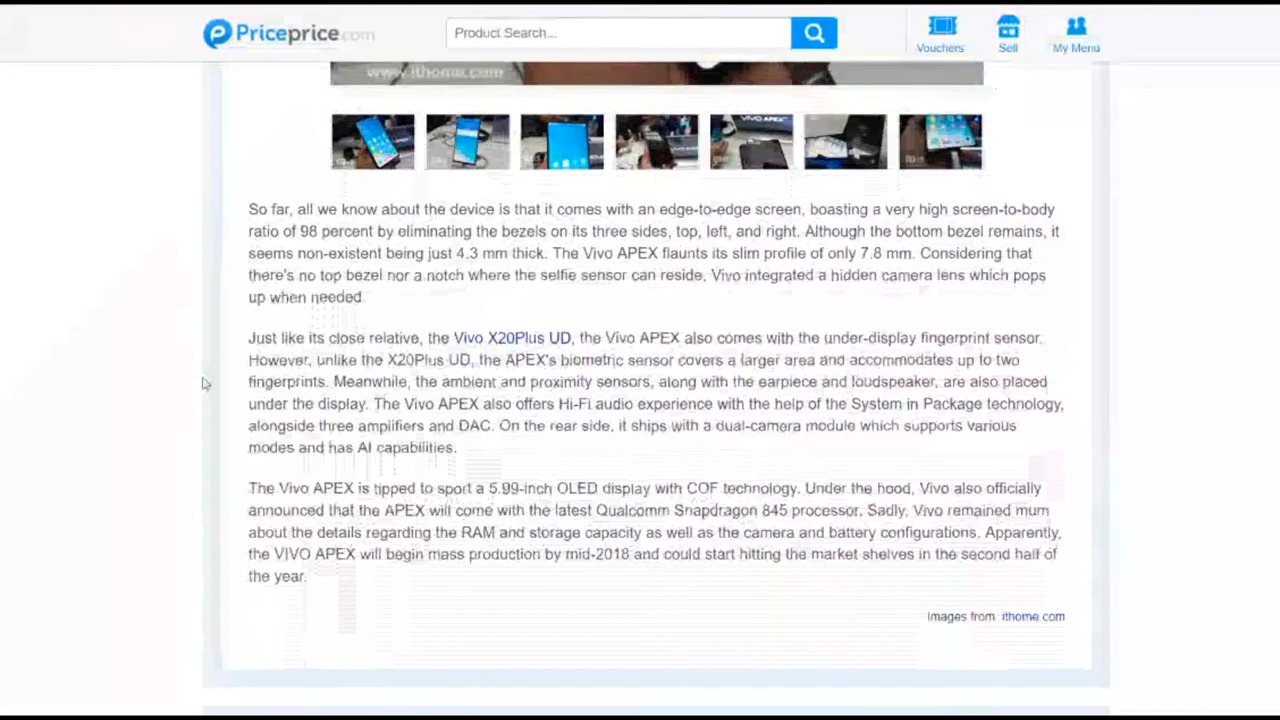 Priceprice.com
Product Search...
Vouchers
Sell
My Menu
www.ithome.com
VIVO APEX
So far, all we know about the device is that it comes with an edge-to-edge screen, boasting a very high screen-to-body
ratio of 98 percent by eliminating the bezels on its three sides, top, left, and right. Although the bottom bezel remains, it
seems non-existent being just 4.3 mm thick. The Vivo APEX flaunts its slim profile of only 7.8 mm. Considering that
there's no top bezel nor a notch where the selfie sensor can reside, Vivo integrated a hidden camera lens which pops
up when needed.
Just like its close relative, the Vivo X20Plus UD, the Vivo APEX also comes with the under-display fingerprint sensor.
However, unlike the X20Plus UD, the APEX's biometric sensor covers a larger area and accommodates up to two
fingerprints. Meanwhile, the ambient and proximity sensors, along with the earpiece and loudspeaker, are also placed
under the display. The Vivo APEX also offers Hi-Fi audio experience with the help of the System in Package technology,
alongside three amplifiers and DAC. On the rear side, it ships with a dual-camera module which supports various
modes and has AI capabilities.
The Vivo APEX is tipped to sport a 5.99-inch OLED display with COF technology. Under the hood, Vivo also officially
announced that the APEX will come with the latest Qualcomm Snapdragon 845 processor. Sadly, Vivo remained mum
about the details regarding the RAM and storage capacity as well as the camera and battery configurations. Apparently,
the VIVO APEX will begin mass production by mid-2018 and could start hitting the market shelves in the second half of
the year.
Images from ithome.com